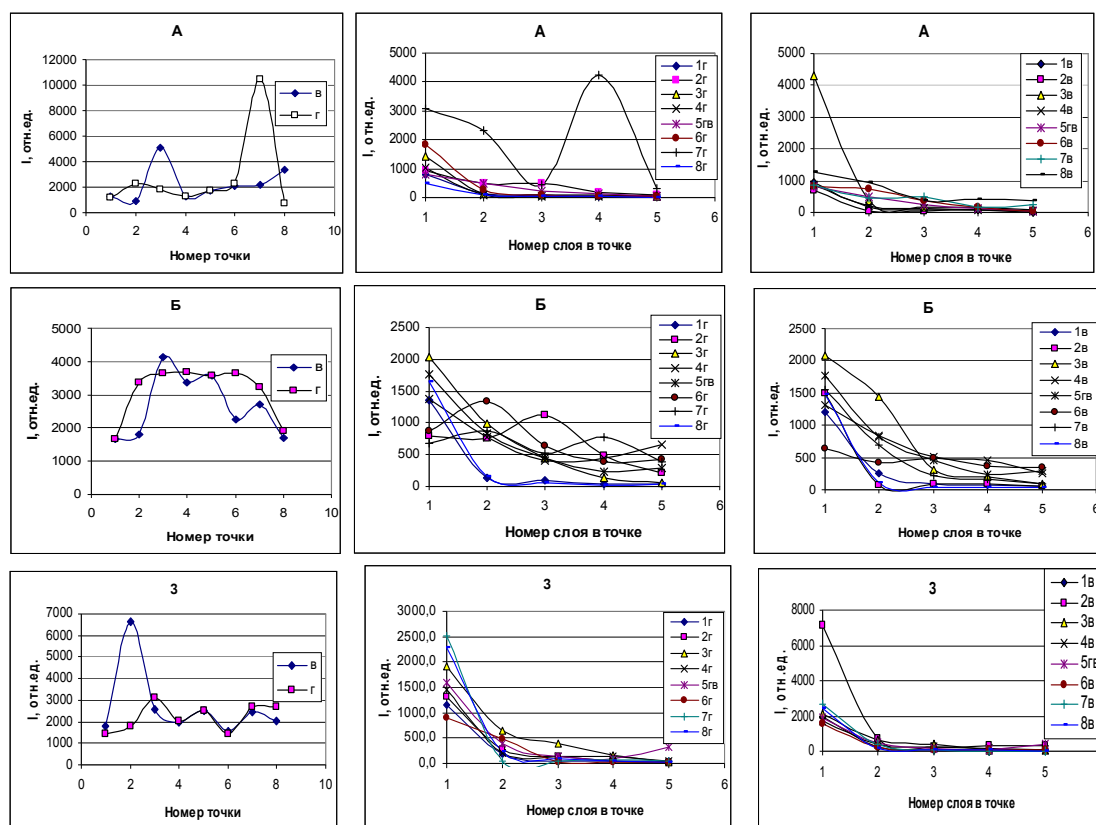 А
I, отн.ед.
12000
10000
8000
6000
4000
2000
0
0 2 4 6 8 10
Номер точки
в
г
А
I, отн.ед.
5000
4000
3000
2000
1000
0
1 2 3 4 5 6
Номер слоя в точке
1г
2г
3г
4г
5гв
6г
7г
8г
А
I, отн.ед.
5000
4000
3000
2000
1000
0
1 2 3 4 5 6
Номер слоя в точке
1в
2в
3в
4в
5гв
6в
7в
8в
Б
I, отн.ед.
5000
4000
3000
2000
1000
0
0 2 4 6 8 10
Номер точки
в
г
Б
I, отн.ед.
2500
2000
1500
1000
500
0
1 2 3 4 5 6
Номер слоя в точке
1г
2г
3г
4г
5гв
6г
7г
8г
Б
I, отн.ед.
2500
2000
1500
1000
500
0
1 2 3 4 5 6
Номер слоя в точке
1в
2в
3в
4в
5гв
6в
7в
8в
3
I, отн.ед.
7000
6000
5000
4000
3000
2000
1000
0
0 2 4 6 8 10
Номер точки
в
г
3
I, отн.ед.
3000,0
2500,0
2000,0
1500,0
1000,0
500,0
0,0
1 2 3 4 5 6
Номер слоя в точке
1г
2г
3г
4г
5гв
6г
7г
8г
3
I, отн.ед.
8000
6000
4000
2000
0
1 2 3 4 5 6
Номер слоя в точке
1в
2в
3в
4в
5гв
6в
7в
8в